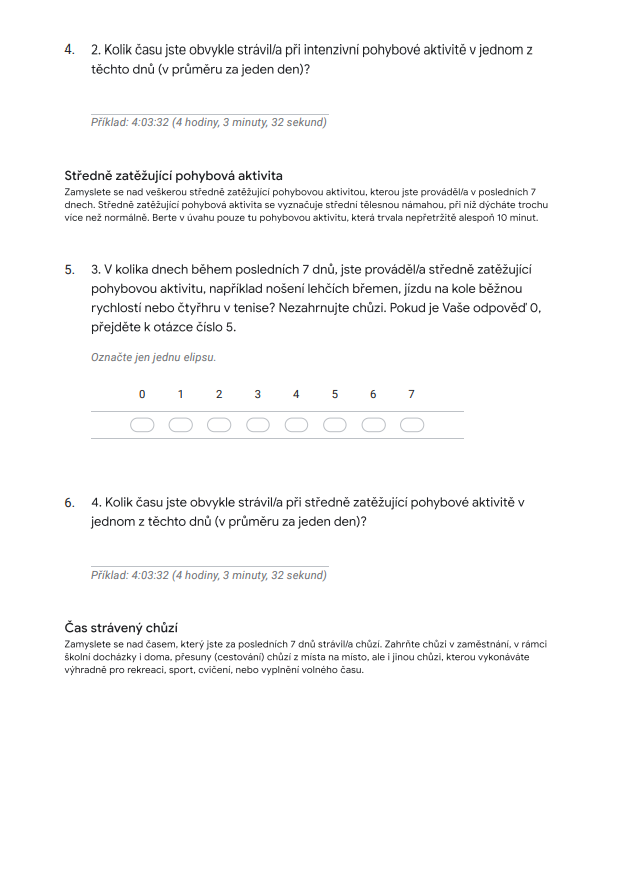 4. 2. Kolik času jste obvykle strávil/a při intenzivní pohybové aktivitě v jednom z
těchto dnů (v průměru za jeden den)?
Příklad: 4:03:32 (4 hodiny, 3 minuty, 32 sekund)
Středně zatěžující pohybová aktivita
Zamyslete se nad veškerou středně zatěžující pohybovou aktivitou, kterou jste prováděl/a v posledních 7
dnech. Středně zatěžující pohybová aktivita se vyznačuje střední tělesnou námahou, při níž dýcháte trochu
více než normálně. Berte v úvahu pouze tu pohybovou aktivitu, která trvala nepřetržitě alespoň 10 minut.
5. 3. V kolika dnech během posledních 7 dnů, jste prováděl/a středně zatěžující
pohybovou aktivitu, například nošení lehčích břemen, jízdu na kole běžnou
rychlostí nebo čtyřhru v tenise? Nezahrnujte chůzi. Pokud je Vaše odpověď 0,
přejděte k otázce číslo 5.
Označte jen jednu elipsu.
0 1 2 3 4 5 6 7
6. 4. Kolik času jste obvykle strávil/a při středně zatěžující pohybové aktivitě v
jednom z těchto dnů (v průměru za jeden den)?
Příklad: 4:03:32 (4 hodiny, 3 minuty, 32 sekund)
Čas strávený chůzí
Zamyslete se nad časem, který jste za posledních 7 dnů strávil/a chůzí. Zahrňte chůzi v zaměstnání, v rámci
školní docházky i doma, přesuny (cestování) chůzí z místa na místo, ale i jinou chůzi, kterou vykonáváte
výhradně pro rekreaci, sport, cvičení, nebo vyplnění volného času.